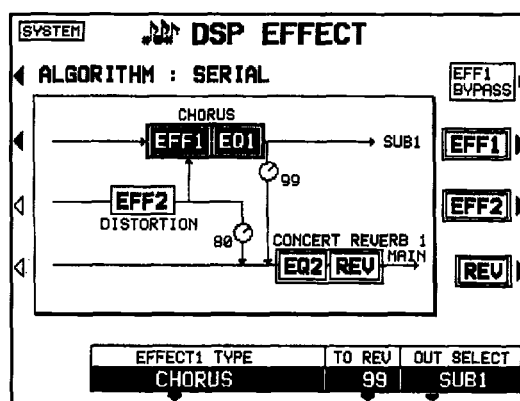 SYSTEM
DSP EFFECT
ALGORITHM : SERIAL
EFF1 BYPASS
CHORUS
EFF1 EQ1
SUB1
EFF1
99
EFF2
DISTORTION
EFF2
80
CONCERT REVERB 1
MAIN
EQ2 REV
REV
EFFECT1 TYPE TO REV OUT SELECT
CHORUS 99 SUB1